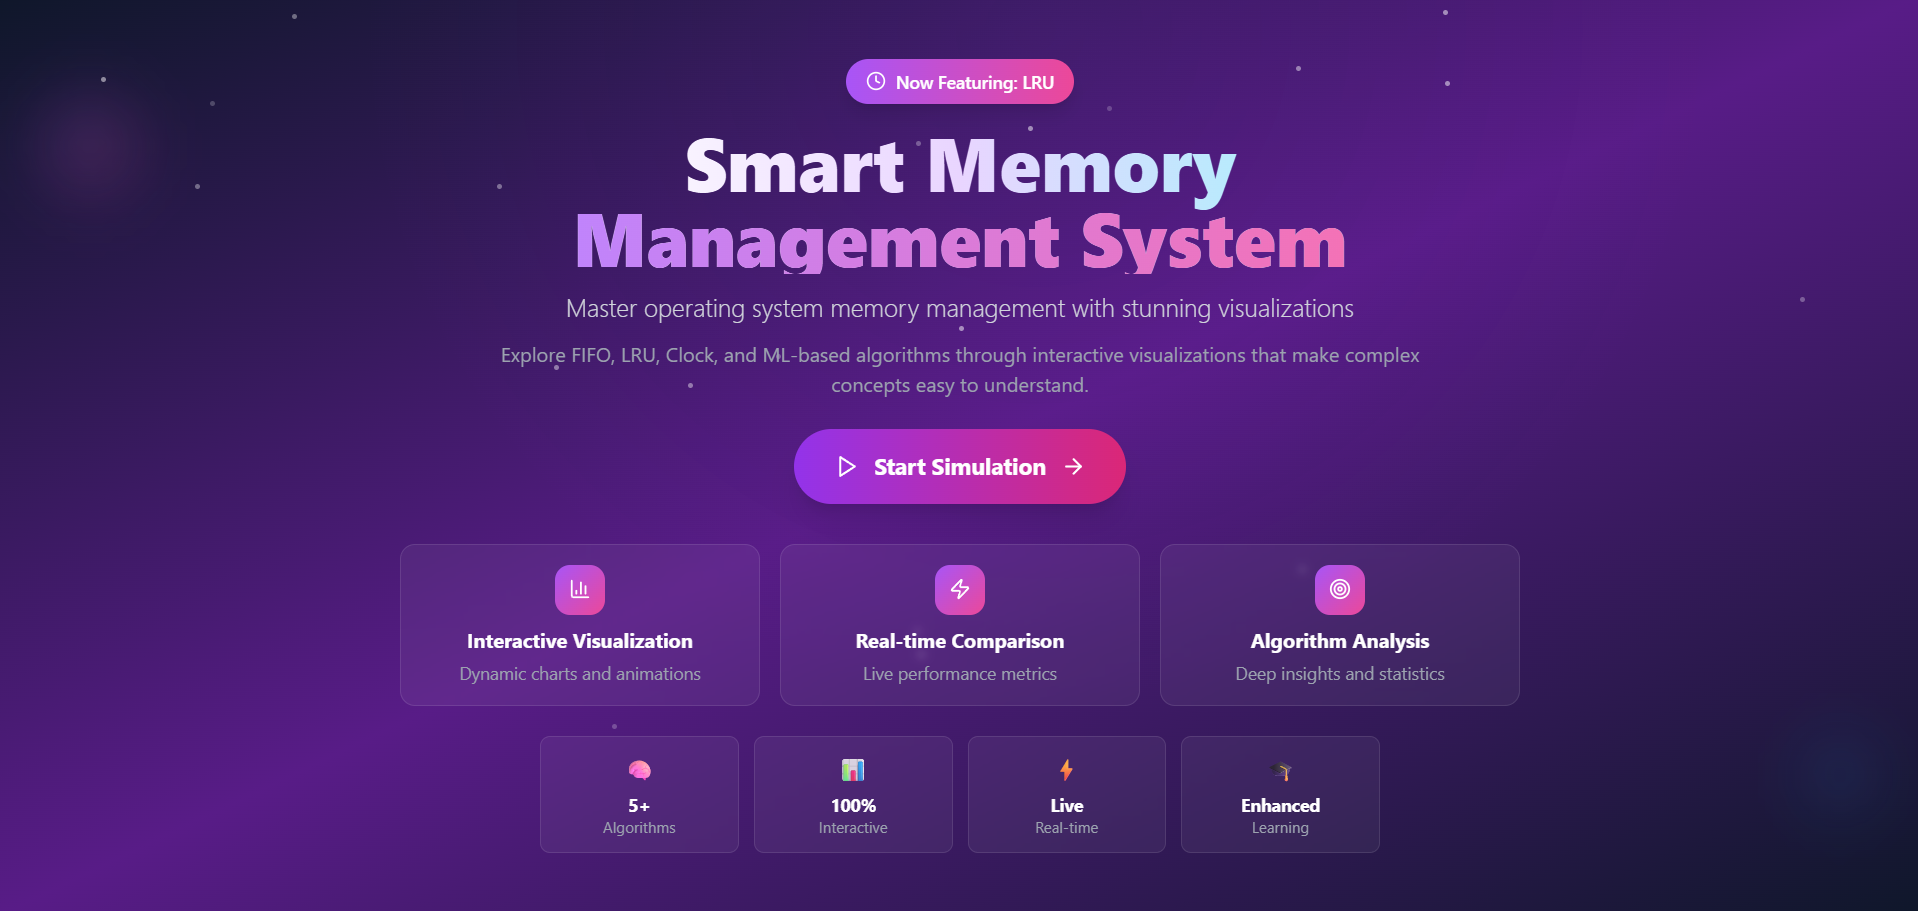 Now Featuring: LRU
Smart Memory
Management System
Master operating system memory management with stunning visualizations
Explore FIFO, LRU, Clock, and ML-based algorithms through interactive visualizations that make complex
concepts easy to understand.
Start Simulation
Interactive Visualization
Dynamic charts and animations
Real-time Comparison
Live performance metrics
Algorithm Analysis
Deep insights and statistics
5+
Algorithms
100%
Interactive
Live
Real-time
Enhanced
Learning